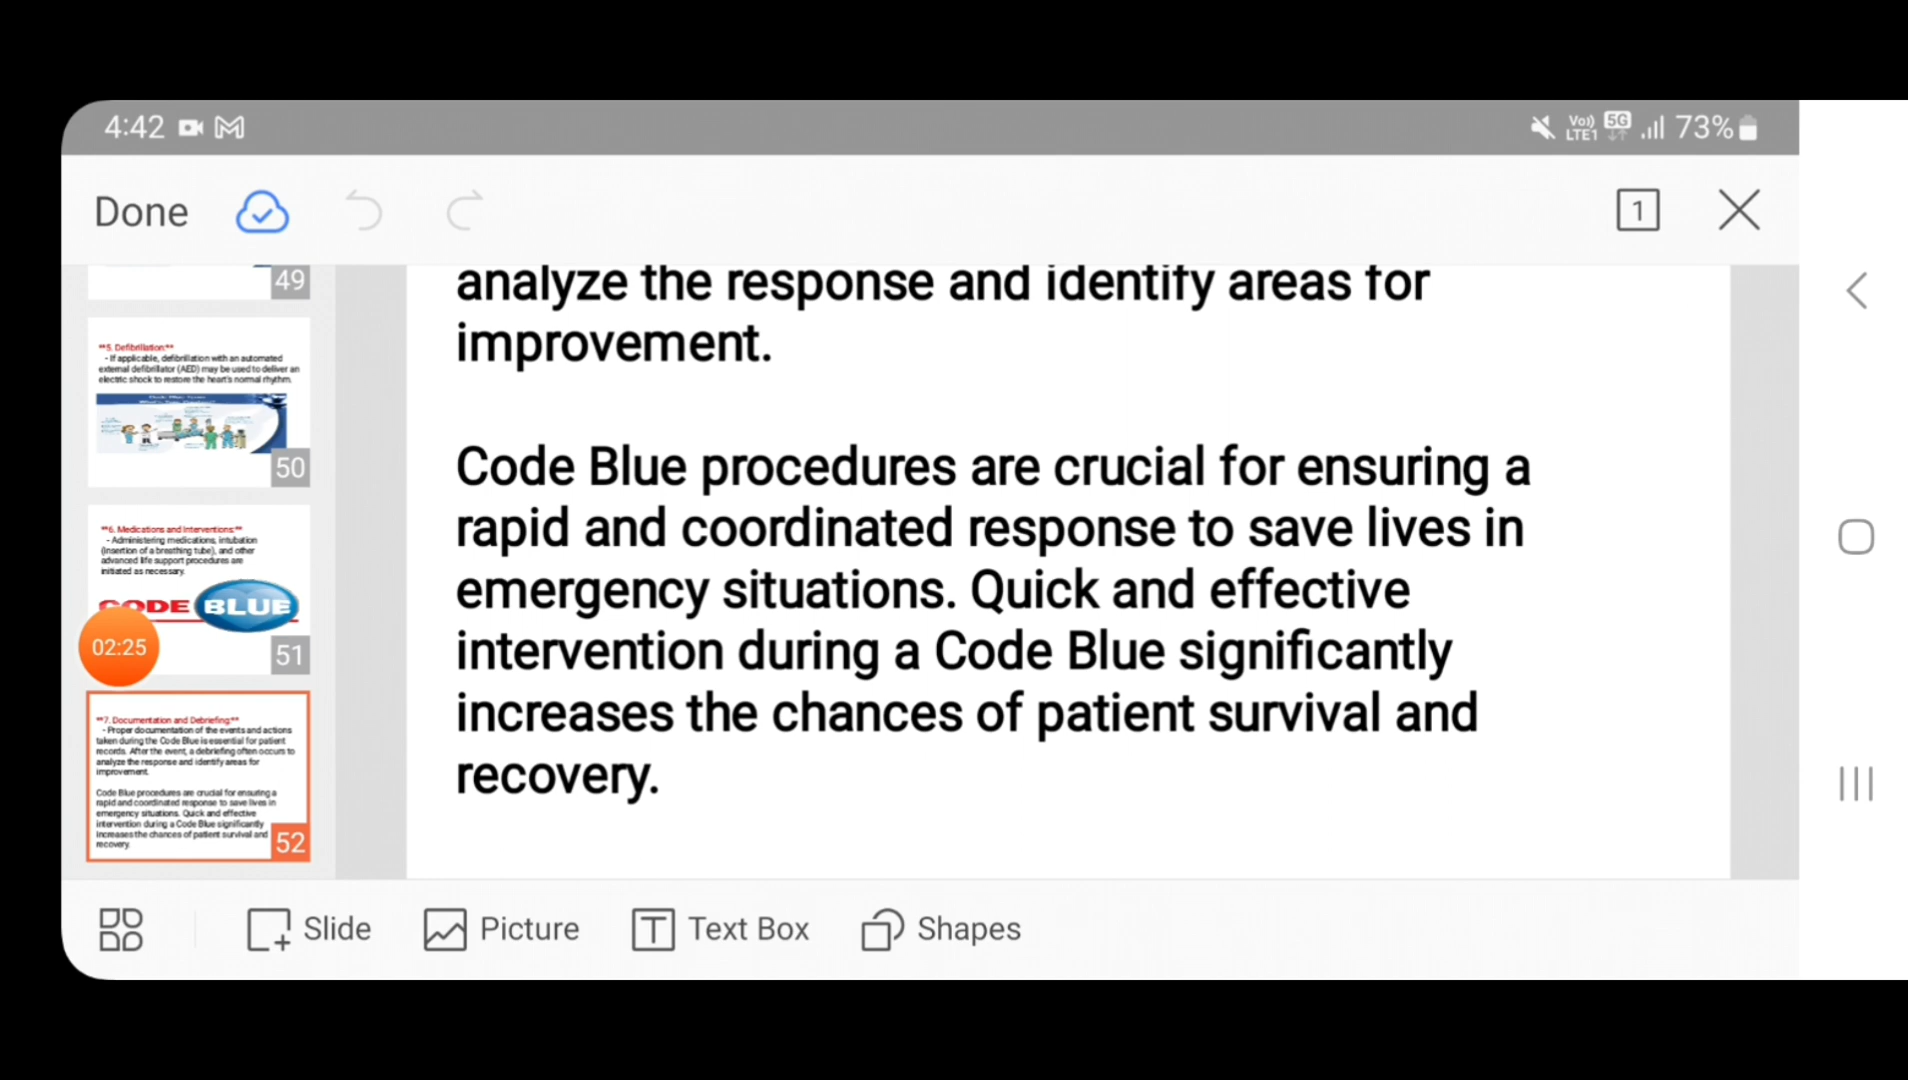 4:42
Vo))
LTE1
5G
73%
Done
1
49
**5. Defibrillation:**
- If applicable, defibrillation with an automated
external defibrillator (AED) may be used to deliver an
electric shock to restore the heart's normal rhythm.
50
**6. Medications and Interventions:**
- Administering medications, intubation
(insertion of a breathing tube), and other
advanced life support procedures are
initiated as necessary.
CODE BLUE
02:25
51
**7. Documentation and Debriefing:**
- Proper documentation of the events and actions
taken during the Code Blue is essential for patient
records. After the event, a debriefing often occurs to
analyze the response and identify areas for
improvement.
Code Blue procedures are crucial for ensuring a
rapid and coordinated response to save lives in
emergency situations. Quick and effective
intervention during a Code Blue significantly
increases the chances of patient survival and
recovery.
52
analyze the response and identify areas for
improvement.
Code Blue procedures are crucial for ensuring a
rapid and coordinated response to save lives in
emergency situations. Quick and effective
intervention during a Code Blue significantly
increases the chances of patient survival and
recovery.
Slide
Picture
Text Box
Shapes